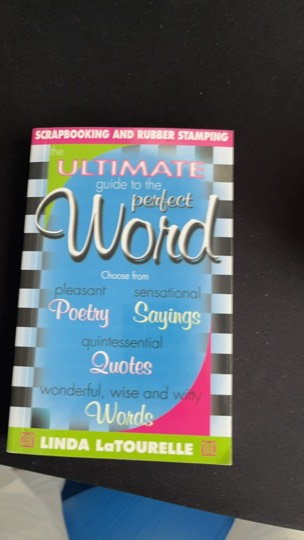 SCRAPBOOKING AND RUBBER STAMPING
the
ULTIMATE
guide to the
perfect
Word
Choose from
pleasant sensational
Poetry Sayings
quintessential
Quotes
wonderful, wise and witty
Words
LINDA LaTOURELLE